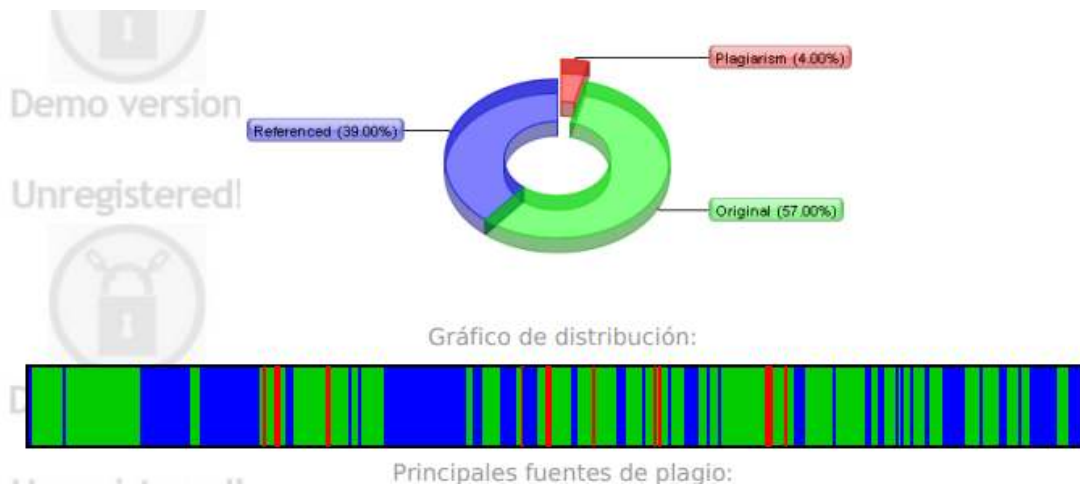 Plagiarism (4.00%)
Demo version
Referenced (39.00%)
Unregistered!
Original (57.00%)
Gráfico de distribución:
Principales fuentes de plagio: